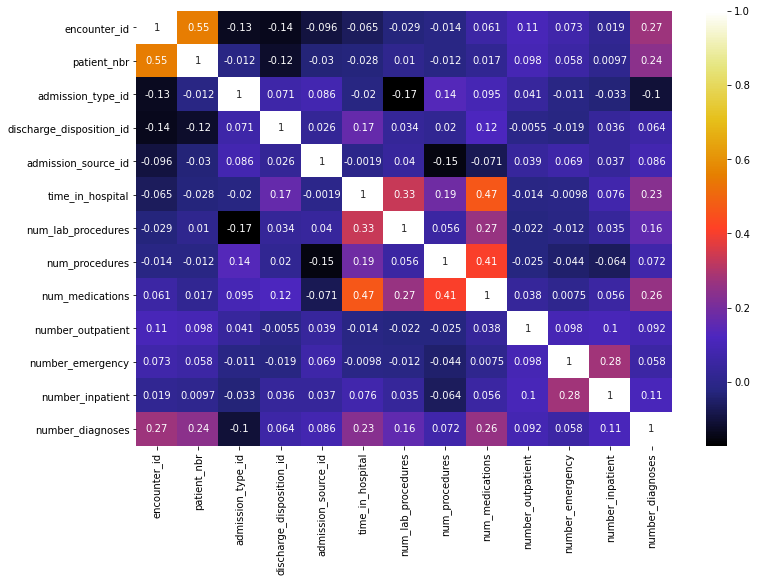 encounter_id 1 0.55 -0.13 -0.14 -0.096 -0.065 -0.029 -0.014 0.061 0.11 0.073 0.019 0.27
patient_nbr 0.55 1 -0.012 -0.12 -0.03 -0.028 0.01 -0.012 0.017 0.098 0.058 0.0097 0.24
admission_type_id -0.13 -0.012 1 0.071 0.086 -0.02 -0.17 0.14 0.095 0.041 -0.011 -0.033 -0.1
discharge_disposition_id -0.14 -0.12 0.071 1 0.026 0.17 0.034 0.02 0.12 -0.0055 -0.019 0.036 0.064
admission_source_id -0.096 -0.03 0.086 0.026 1 -0.0019 0.04 -0.15 -0.071 0.039 0.069 0.037 0.086
time_in_hospital -0.065 -0.028 -0.02 0.17 -0.0019 1 0.33 0.19 0.47 -0.014 -0.0098 0.076 0.23
num_lab_procedures -0.029 0.01 -0.17 0.034 0.04 0.33 1 0.056 0.27 -0.022 -0.012 0.035 0.16
num_procedures -0.014 -0.012 0.14 0.02 -0.15 0.19 0.056 1 0.41 -0.025 -0.044 -0.064 0.072
num_medications 0.061 0.017 0.095 0.12 -0.071 0.47 0.27 0.41 1 0.038 0.0075 0.056 0.26
number_outpatient 0.11 0.098 0.041 -0.0055 0.039 -0.014 -0.022 -0.025 0.038 1 0.098 0.1 0.092
number_emergency 0.073 0.058 -0.011 -0.019 0.069 -0.0098 -0.012 -0.044 0.0075 0.098 1 0.28 0.058
number_inpatient 0.019 0.0097 -0.033 0.036 0.037 0.076 0.035 -0.064 0.056 0.1 0.28 1 0.11
number_diagnoses 0.27 0.24 -0.1 0.064 0.086 0.23 0.16 0.072 0.26 0.092 0.058 0.11 1
encounter_id
patient_nbr
admission_type_id
discharge_disposition_id
admission_source_id
time_in_hospital
num_lab_procedures
num_procedures
num_medications
number_outpatient
number_emergency
number_inpatient
number_diagnoses
1.0
0.8
0.6
0.4
0.2
0.0